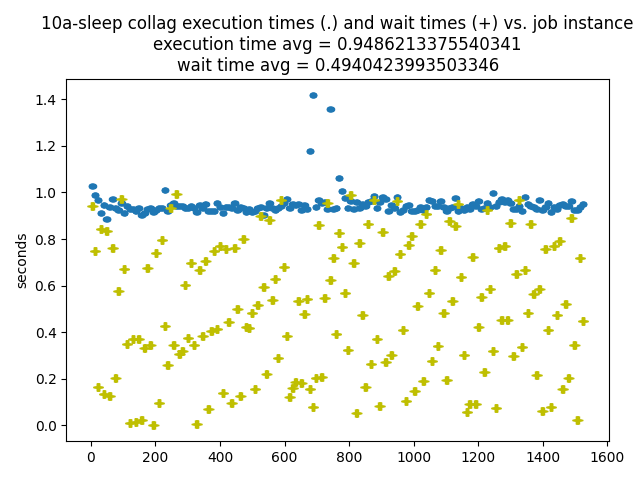 10a-sleep collag execution times (.) and wait times (+) vs. job instance
execution time avg = 0.9486213375540341
wait time avg = 0.4940423993503346
1.4
1.2
1.0
0.8
0.6
0.4
0.2
0.0
seconds
0 200 400 600 800 1000 1200 1400 1600